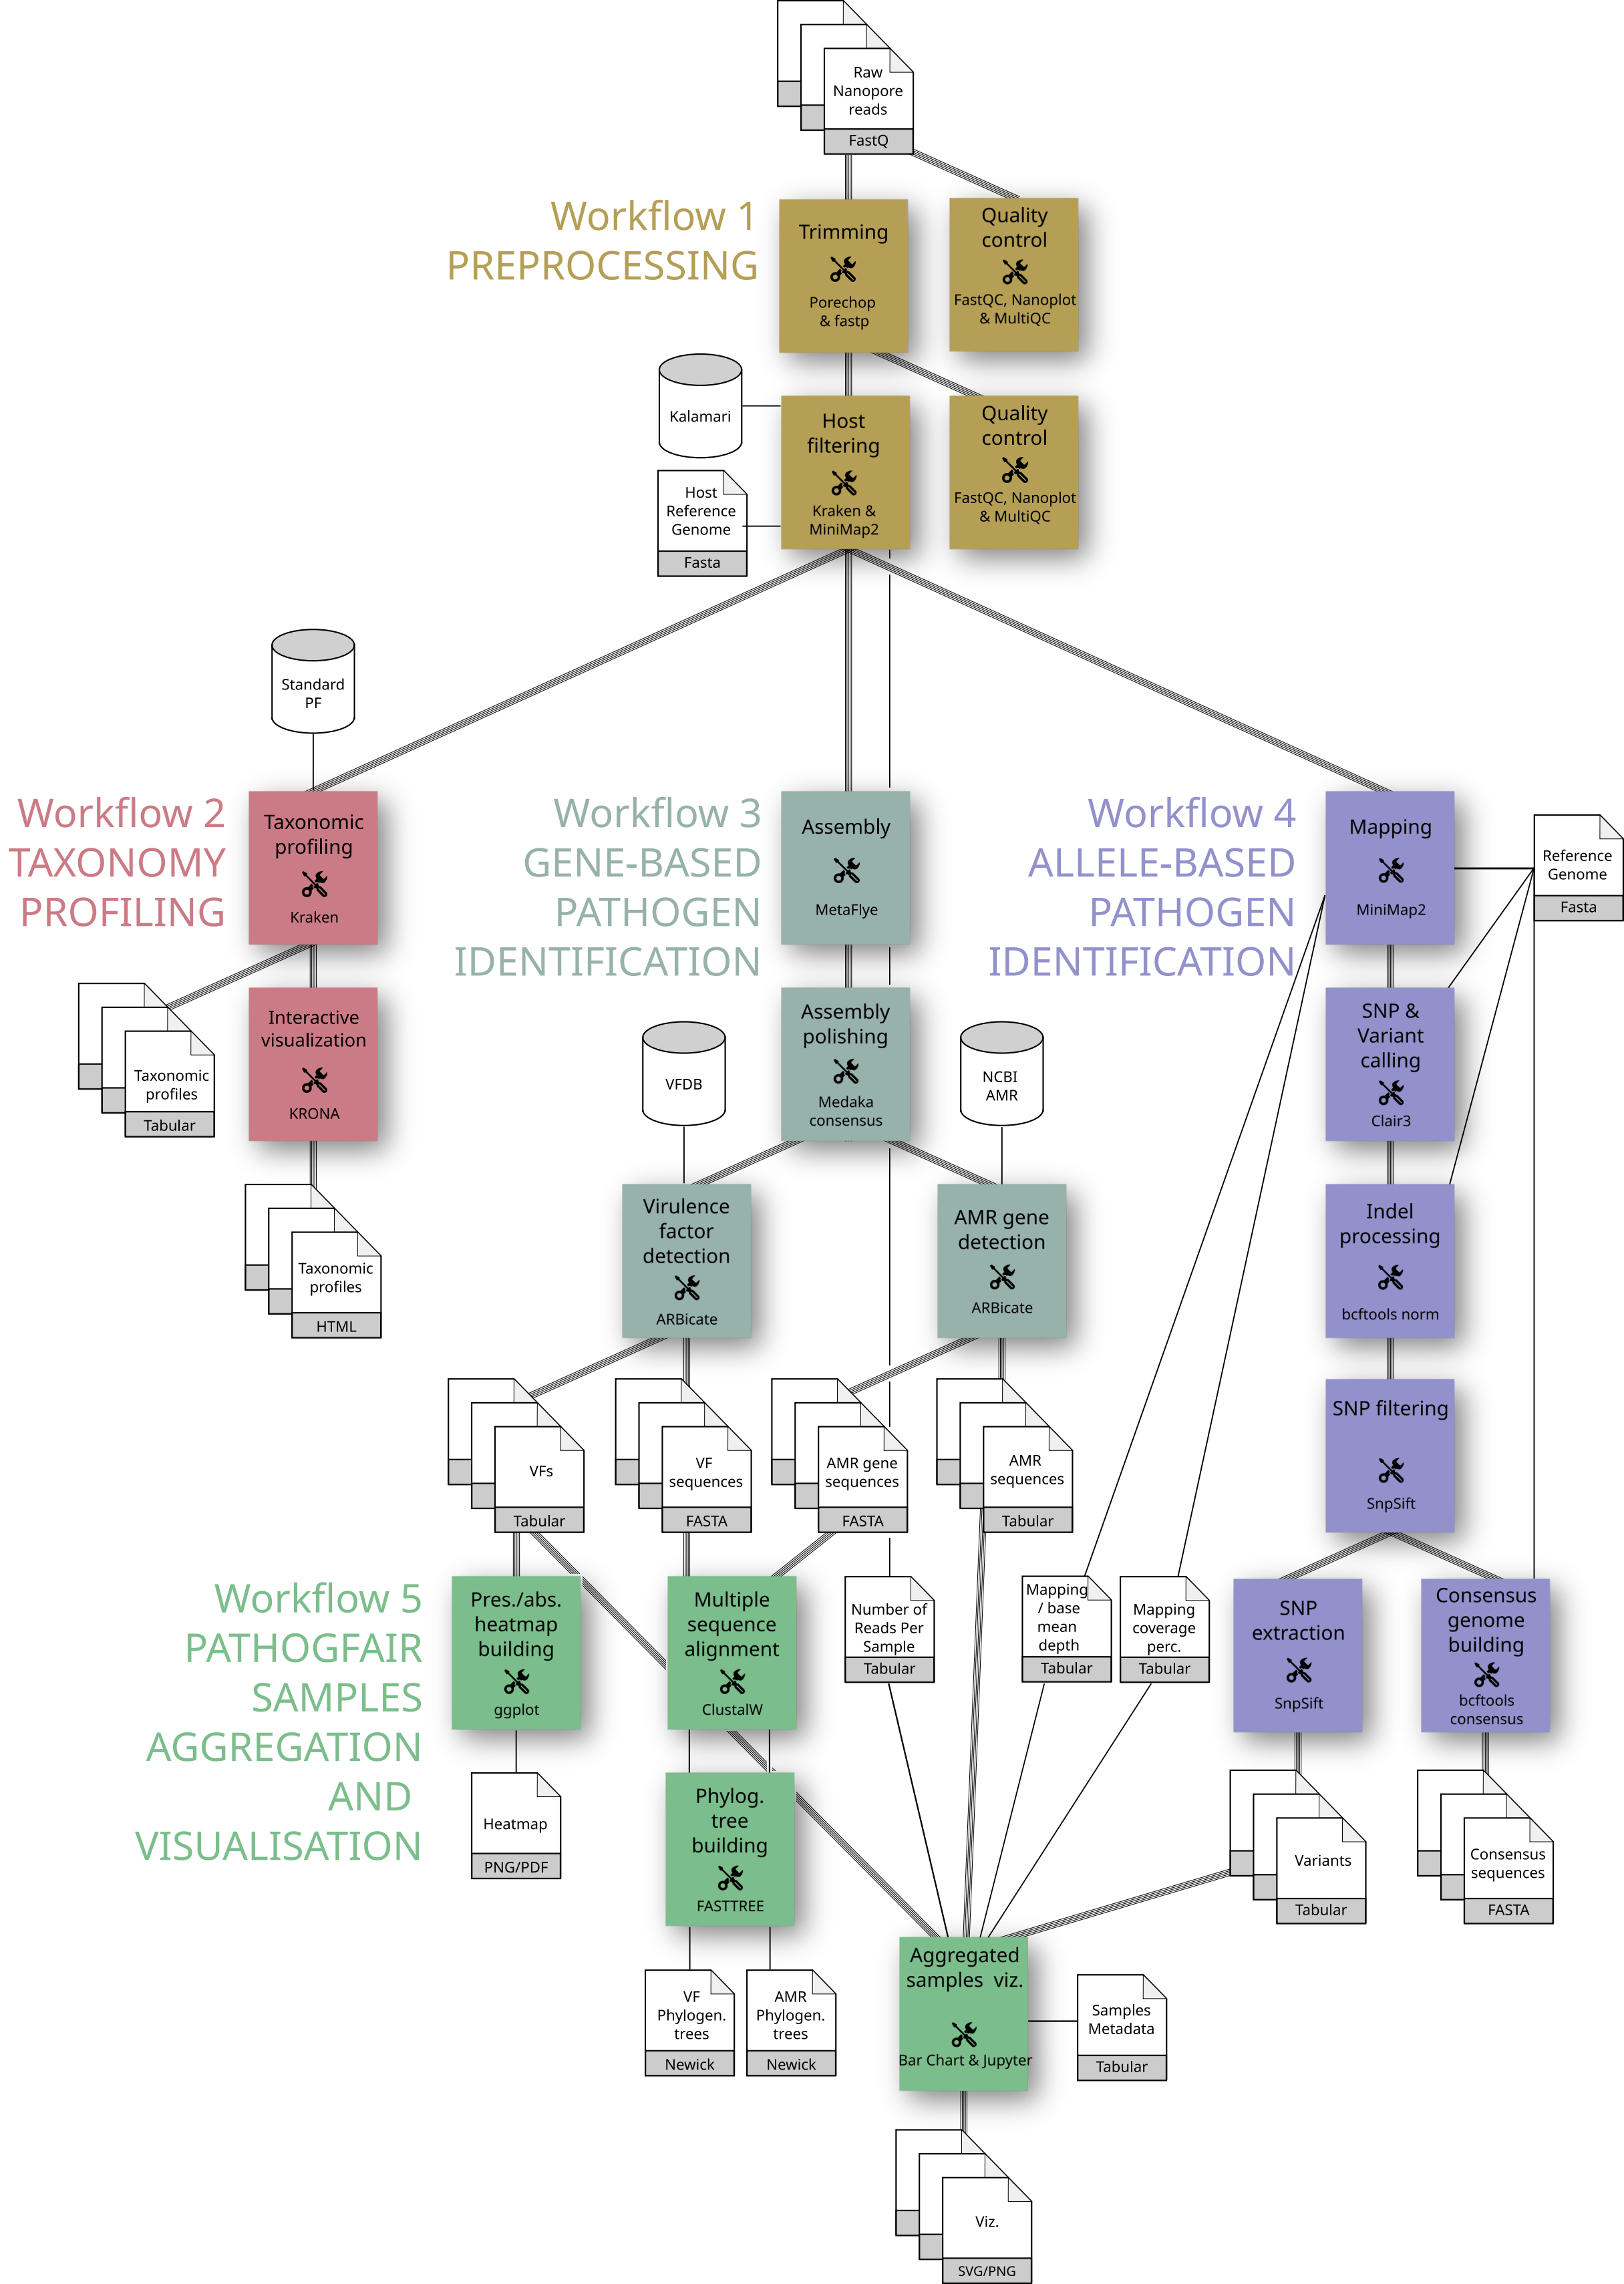 Raw
Nanopore
reads
FastQ
Workflow 1
PREPROCESSING
Trimming
Porechop
& fastp
Quality
control
FastQC, Nanoplot
& MultiQC
Kalamari
Host
Reference
Genome
Fasta
Host
filtering
Kraken &
MiniMap2
Quality
control
FastQC, Nanoplot
& MultiQC
Standard
PF
Workflow 2
TAXONOMY
PROFILING
Taxonomic
profiling
Kraken
Taxonomic
profiles
Tabular
Interactive
visualization
KRONA
Taxonomic
profiles
HTML
Workflow 3
GENE-BASED
PATHOGEN
IDENTIFICATION
Assembly
MetaFlye
Assembly
polishing
Medaka
consensus
VFDB
NCBI
AMR
Virulence
factor
detection
ARBicate
AMR gene
detection
ARBicate
VFs
Tabular
VF
sequences
FASTA
AMR gene
sequences
FASTA
AMR
sequences
Tabular
Workflow 4
ALLELE-BASED
PATHOGEN
IDENTIFICATION
Mapping
MiniMap2
Reference
Genome
Fasta
SNP &
Variant
calling
Clair3
Indel
processing
bcftools norm
SNP filtering
SnpSift
Number of
Reads Per
Sample
Tabular
Mapping
/ base
mean
depth
Tabular
Mapping
coverage
perc.
Tabular
SNP
extraction
SnpSift
Consensus
genome
building
bcftools
consensus
Variants
Tabular
Consensus
sequences
FASTA
Workflow 5
PATHOGFAIR
SAMPLES
AGGREGATION
AND
VISUALISATION
Pres./abs.
heatmap
building
ggplot
Heatmap
PNG/PDF
Multiple
sequence
alignment
ClustalW
Phylog.
tree
building
FASTTREE
VF
Phylogen.
trees
Newick
AMR
Phylogen.
trees
Newick
Aggregated
samples viz.
Bar Chart & Jupyter
Samples
Metadata
Tabular
Viz.
SVG/PNG